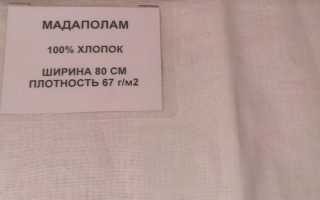 МАДАПОЛАМ
100% ХЛОПОК
ШИРИНА 80 СМ
ПЛОТНОСТЬ 67 г/м2